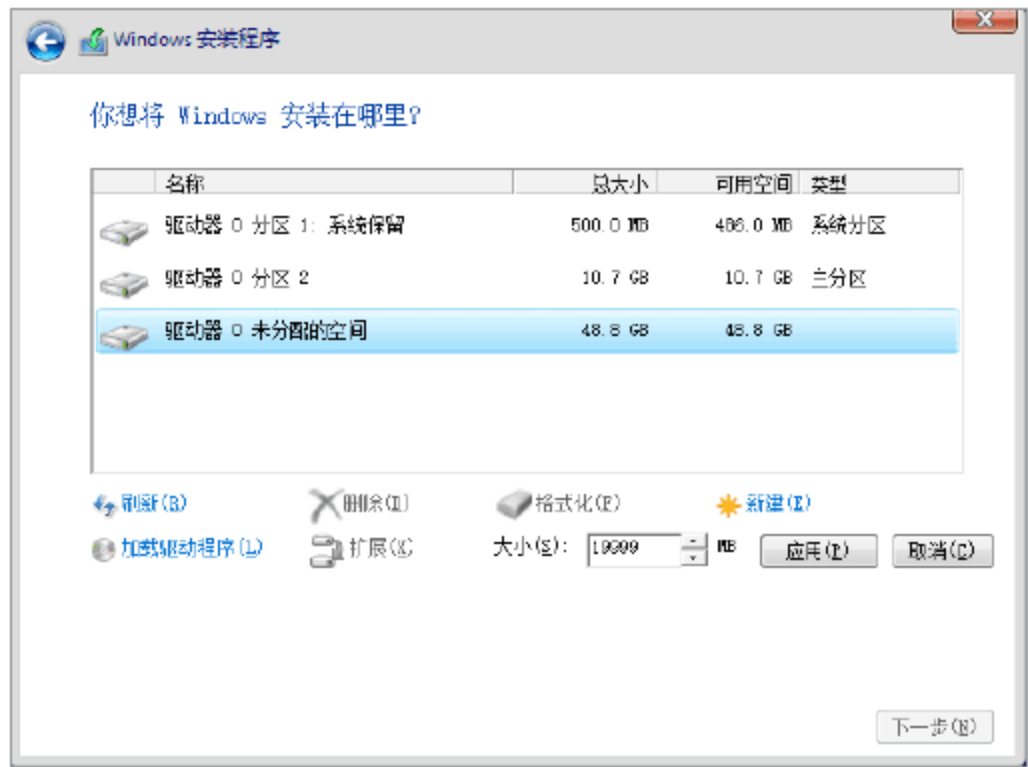 Windows 安装程序
你想将 Windows 安装在哪里?
名称 总大小 可用空间 类型
驱动器 0 分区 1: 系统保留 500.0 MB 486.0 MB 系统分区
驱动器 0 分区 2 10.7 GB 10.7 GB 主分区
驱动器 0 未分配的空间 48.8 GB 48.8 GB
刷新(R) 删除(D) 格式化(F) 新建(E)
加载驱动程序(L) 扩展(X) 大小(S): 19999 MB 应用(P) 取消(C)
下一步(N)